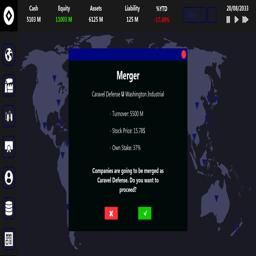 Cash Equity Assets Liability %YTD 20/08/2033
5103 M 11003 M 6125 M 125 M -17.88%
Merger
Caravel Defense U Washington Industrial
- Turnover: 5500 M
- Stock Price: 15.78$
- Own Stake: 37%
Companies are going to be merged as
Caravel Defense. Do you want to
proceed?